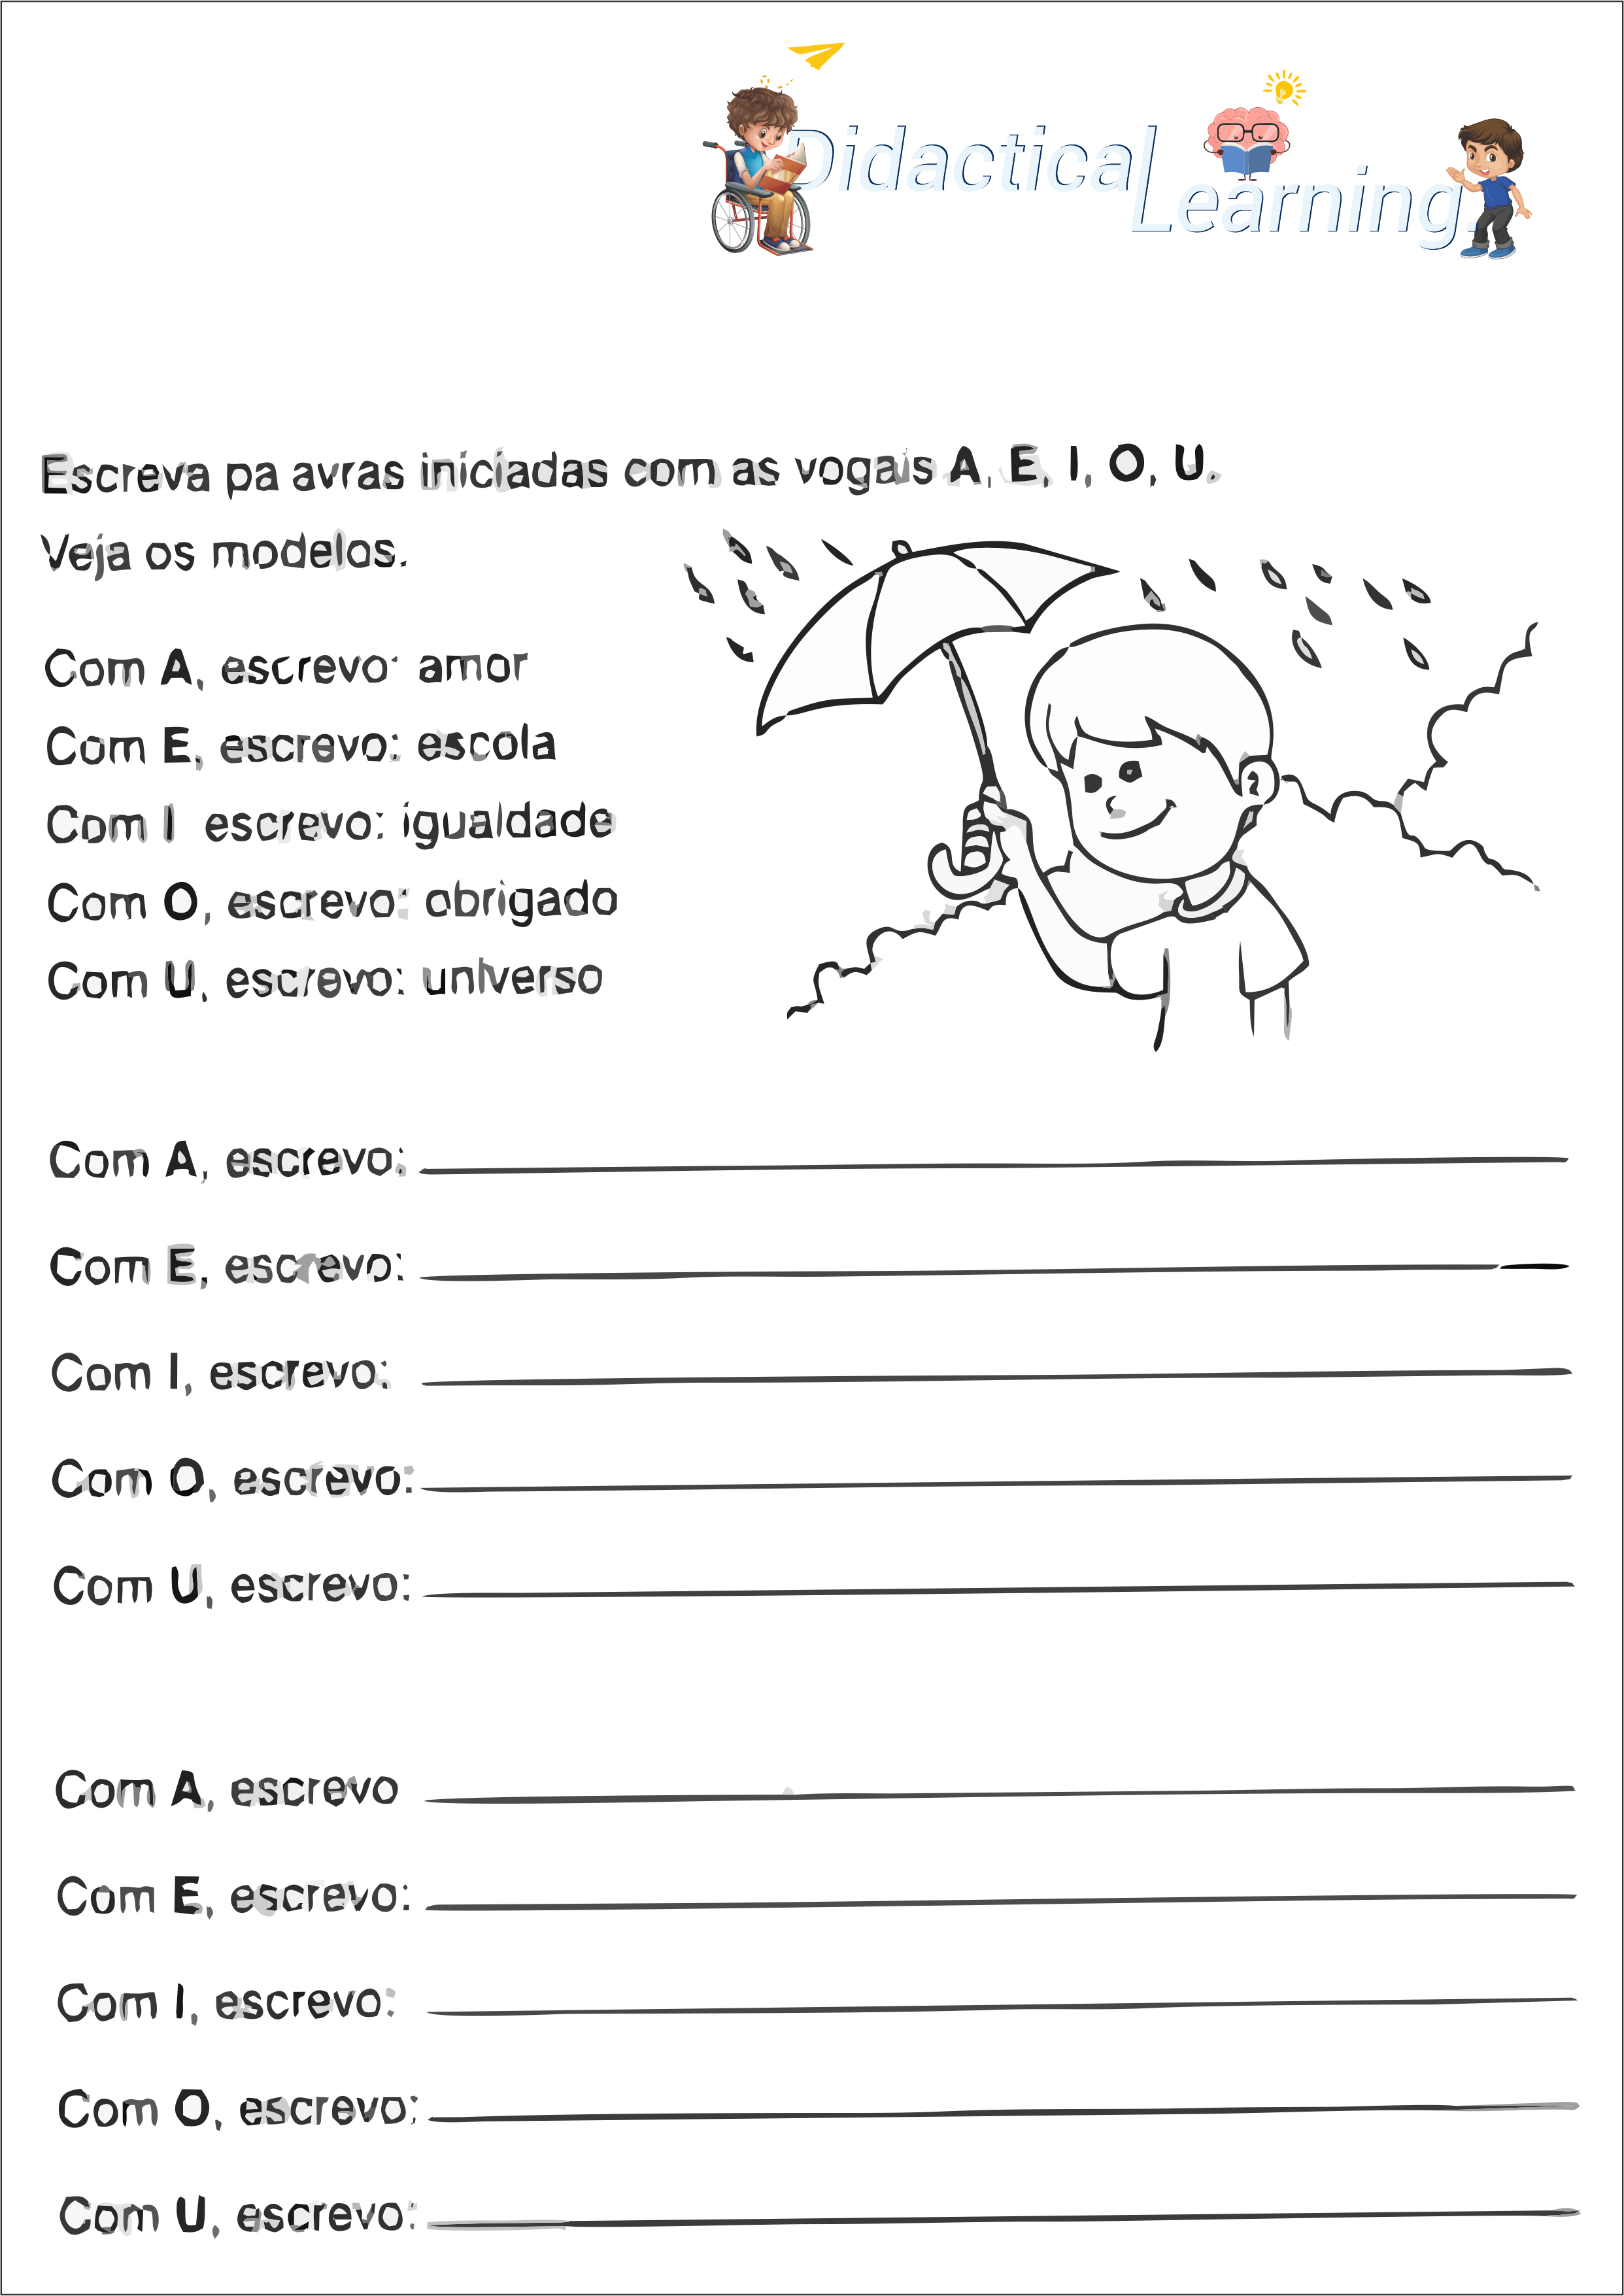 Didactical
Learning.
Escreva pa avras iniciadas com as vogais A, E, I, O, U.
Veja os modelos.
Com A, escrevo: amor
Com E, escrevo: escola
Com I escrevo: igualdade
Com O, escrevo: obrigado
Com U, escrevo: universo
Com A, escrevo:
Com E, escrevo:
Com I, escrevo:
Com O, escrevo:
Com U, escrevo:
Com A, escrevo
Com E, escrevo:
Com I, escrevo:
Com O, escrevo:
Com U, escrevo: